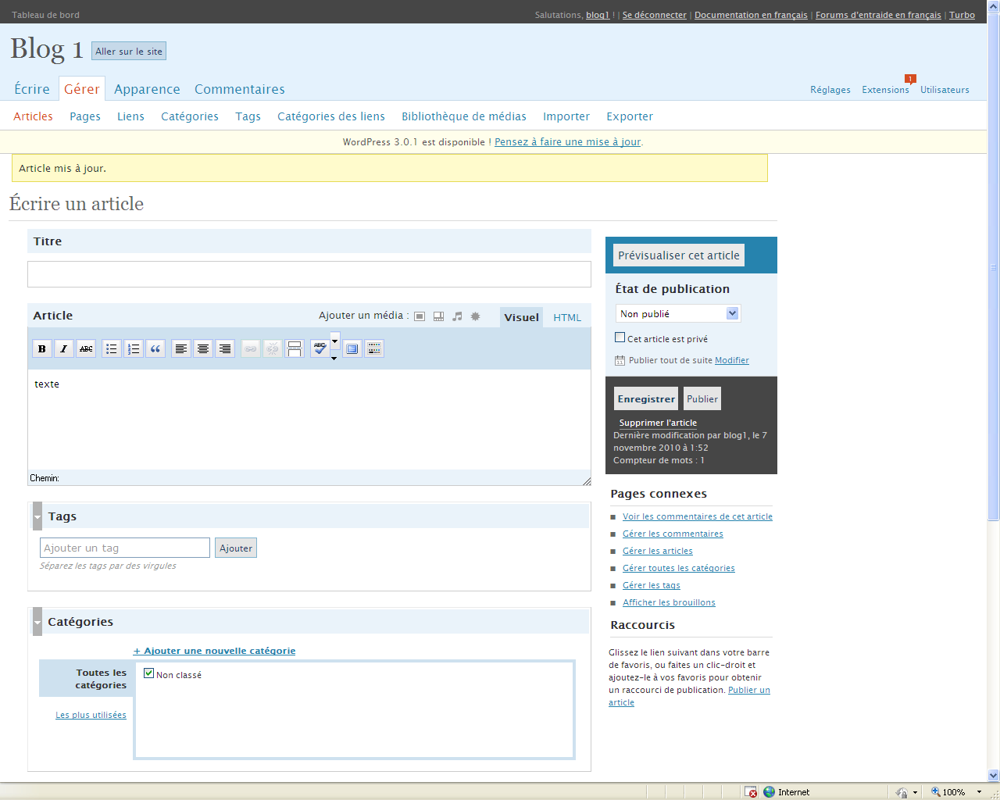 Tableau de bord
Salutations, blog1 ! | Se déconnecter | Documentation en français | Forums d'entraide en français | Turbo
Blog 1 Aller sur le site
Écrire Gérer Apparence Commentaires
1
Réglages Extensions Utilisateurs
Articles Pages Liens Catégories Tags Catégories des liens Bibliothèque de médias Importer Exporter
WordPress 3.0.1 est disponible ! Pensez à faire une mise à jour.
Article mis à jour.
Écrire un article
Titre
Article Ajouter un média : Visuel HTML
B I ABC ABC
texte
Chemin:
Tags
Ajouter un tag Ajouter
Séparez les tags par des virgules
Catégories
+ Ajouter une nouvelle catégorie
Toutes les
catégories
Les plus utilisées
Non classé
Prévisualiser cet article
État de publication
Non publié
Cet article est privé
Publier tout de suite Modifier
Enregistrer Publier
Supprimer l'article
Dernière modification par blog1, le 7
novembre 2010 à 1:52
Compteur de mots : 1
Pages connexes
Voir les commentaires de cet article
Gérer les commentaires
Gérer les articles
Gérer toutes les catégories
Gérer les tags
Afficher les brouillons
Raccourcis
Glissez le lien suivant dans votre barre
de favoris, ou faites un clic-droit et
ajoutez-le à vos favoris pour obtenir
un raccourci de publication. Publier un
article
Internet 100%